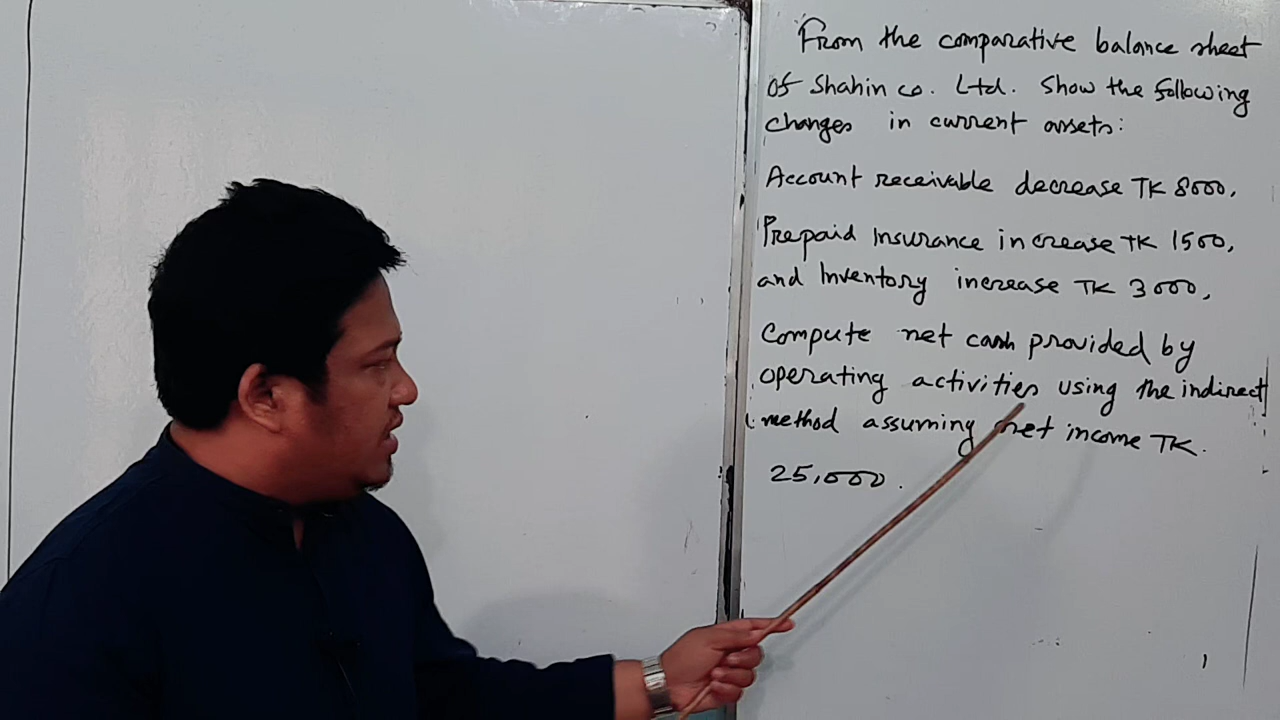 From the comparative balance sheet
of Shahin co. Ltd. Show the following
changes in current assets:
Account receivable decrease TK 8000,
Prepaid Insurance increase TK 1500,
and Inventory increase TK 3000,
Compute net cash provided by
operating activities using the indirect
method assuming net income TK.
25,000.